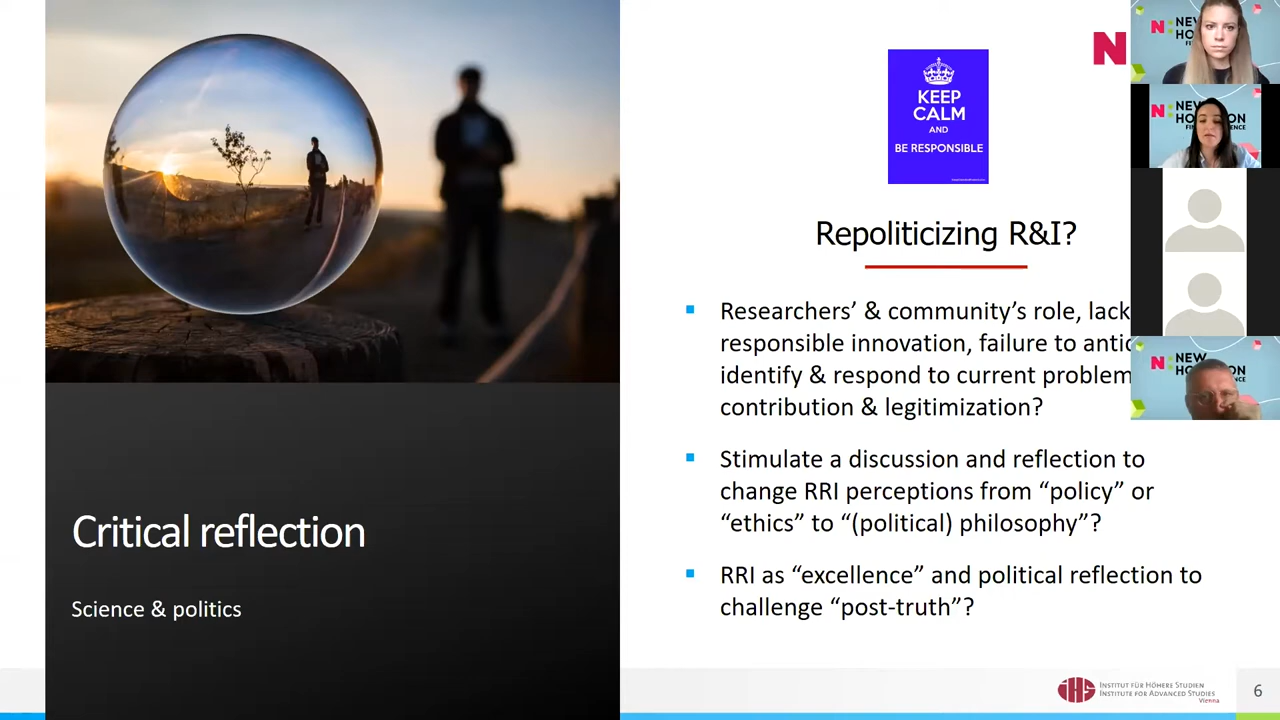 Critical reflection
Science & politics
KEEP
CALM
AND
BE RESPONSIBLE
Repoliticizing R&I?
Researchers’ & community’s role, lack
responsible innovation, failure to antic
identify & respond to current problem
contribution & legitimization?
Stimulate a discussion and reflection to
change RRI perceptions from “policy” or
“ethics” to “(political) philosophy”?
RRI as “excellence” and political reflection to
challenge “post-truth”?
iHS
INSTITUT FÜR HÖHERE STUDIEN
INSTITUTE FOR ADVANCED STUDIES
Vienna
6
N